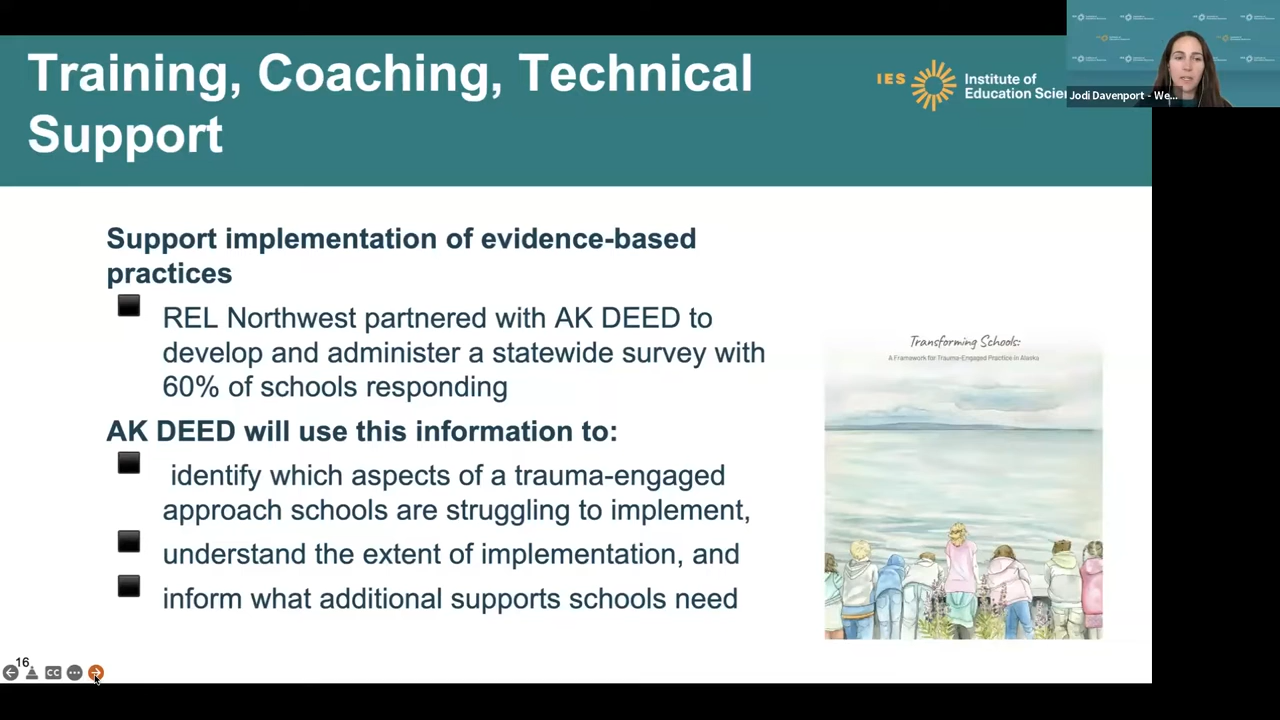 Training, Coaching, Technical
Support
IES
Institute of
Education Scien
Jodi Davenport - We...
Support implementation of evidence-based
practices
REL Northwest partnered with AK DEED to
develop and administer a statewide survey with
60% of schools responding
AK DEED will use this information to:
identify which aspects of a trauma-engaged
approach schools are struggling to implement,
understand the extent of implementation, and
inform what additional supports schools need
Transforming Schools:
A Framework for Trauma-Engaged Practice in Alaska
16
CC